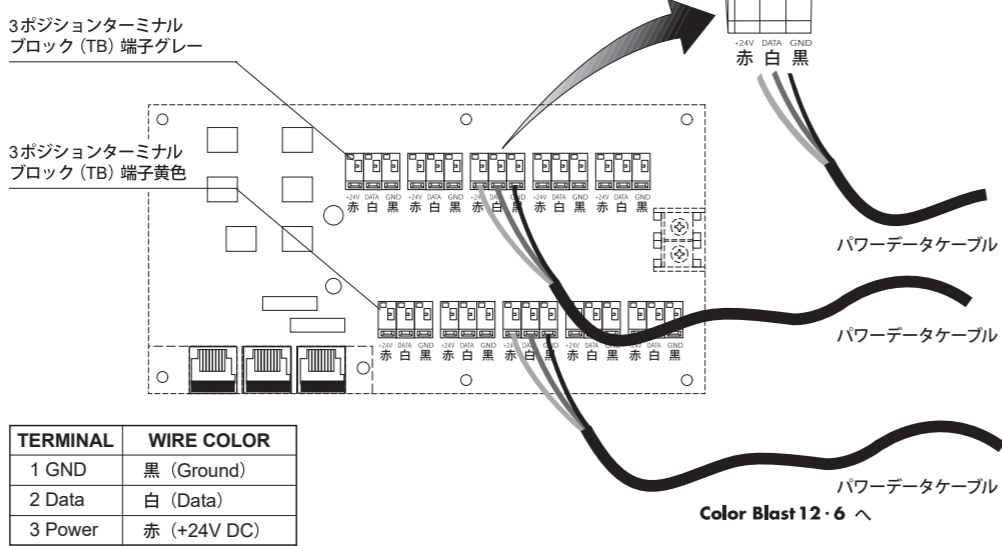 3ポジションターミナル
ブロック（TB）端子グレー
+24V DATA GND
赤 白 黒
3ポジションターミナル
ブロック（TB）端子黄色
+24V DATA GND +24V DATA GND +24V DATA GND +24V DATA GND +24V DATA GND
赤 白 黒 赤 白 黒 赤 白 黒 赤 白 黒 赤 白 黒
パワーデータケーブル
+24V DATA GND +24V DATA GND +24V DATA GND +24V DATA GND +24V DATA GND
赤 白 黒 赤 白 黒 赤 白 黒 赤 白 黒 赤 白 黒
パワーデータケーブル
TERMINAL WIRE COLOR
1 GND 黒（Ground）
2 Data 白（Data）
3 Power 赤（+24V DC）
パワーデータケーブル
Color Blast 12・6 へ